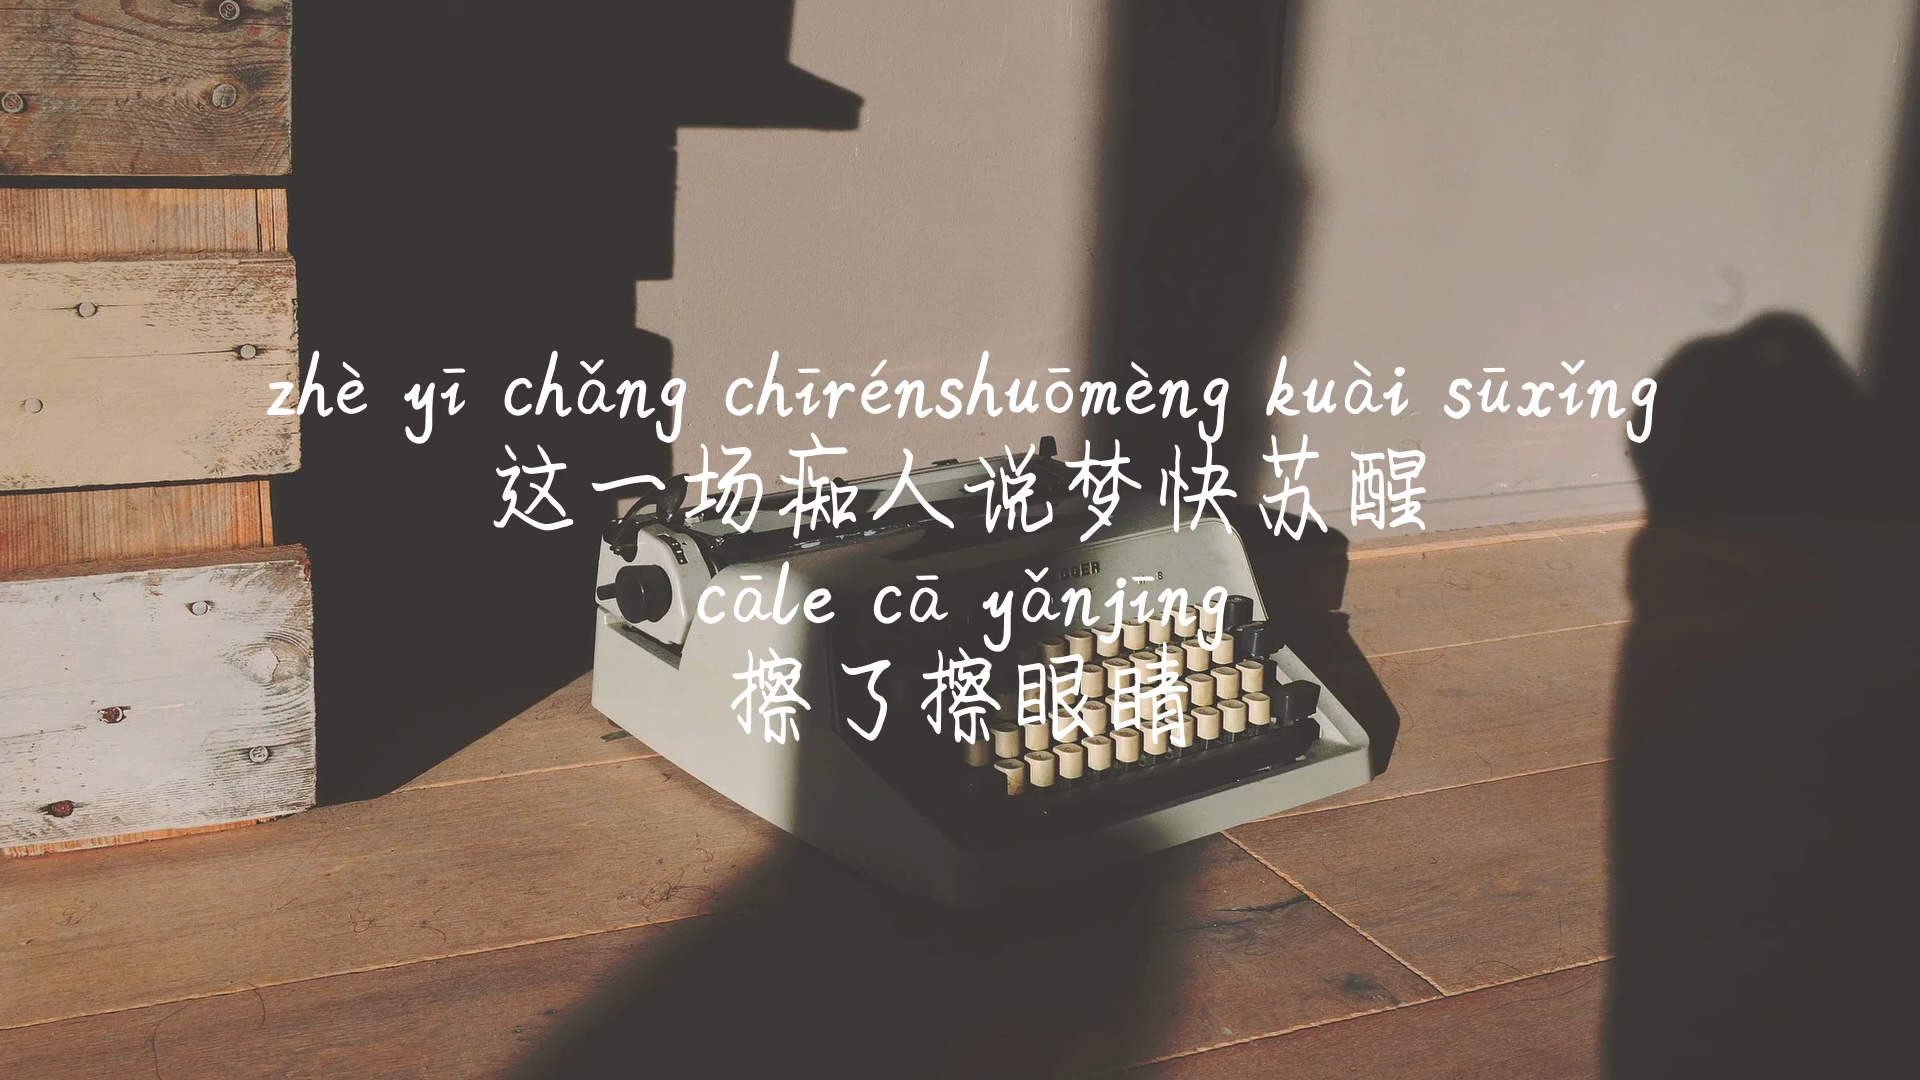 zhè yī chǎng chīrénshuōmèng kuài sūxǐng
这一场痴人说梦快苏醒
cāle cā yǎnjīng
擦了擦眼睛